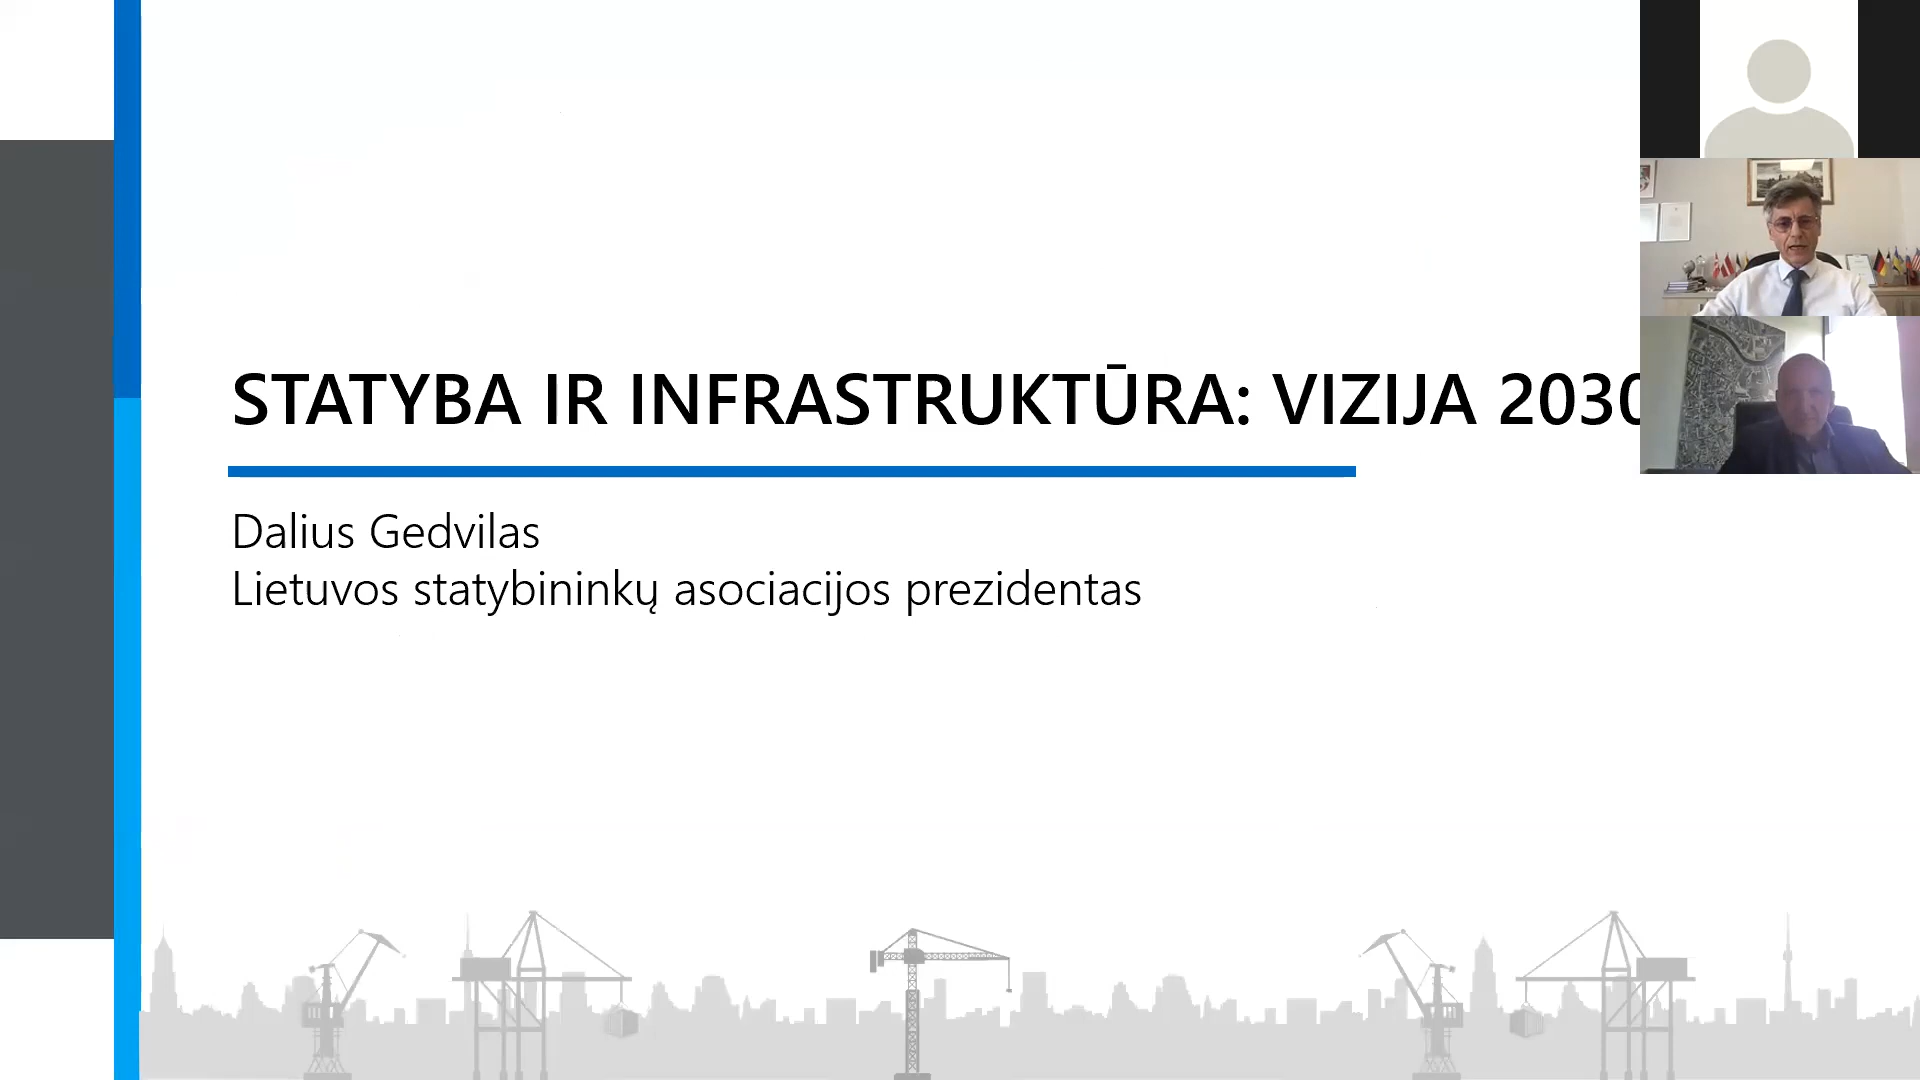 STATYBA IR INFRASTRUKTŪRA: VIZIJA 2030
Dalius Gedvilas
Lietuvos statybininkų asociacijos prezidentas